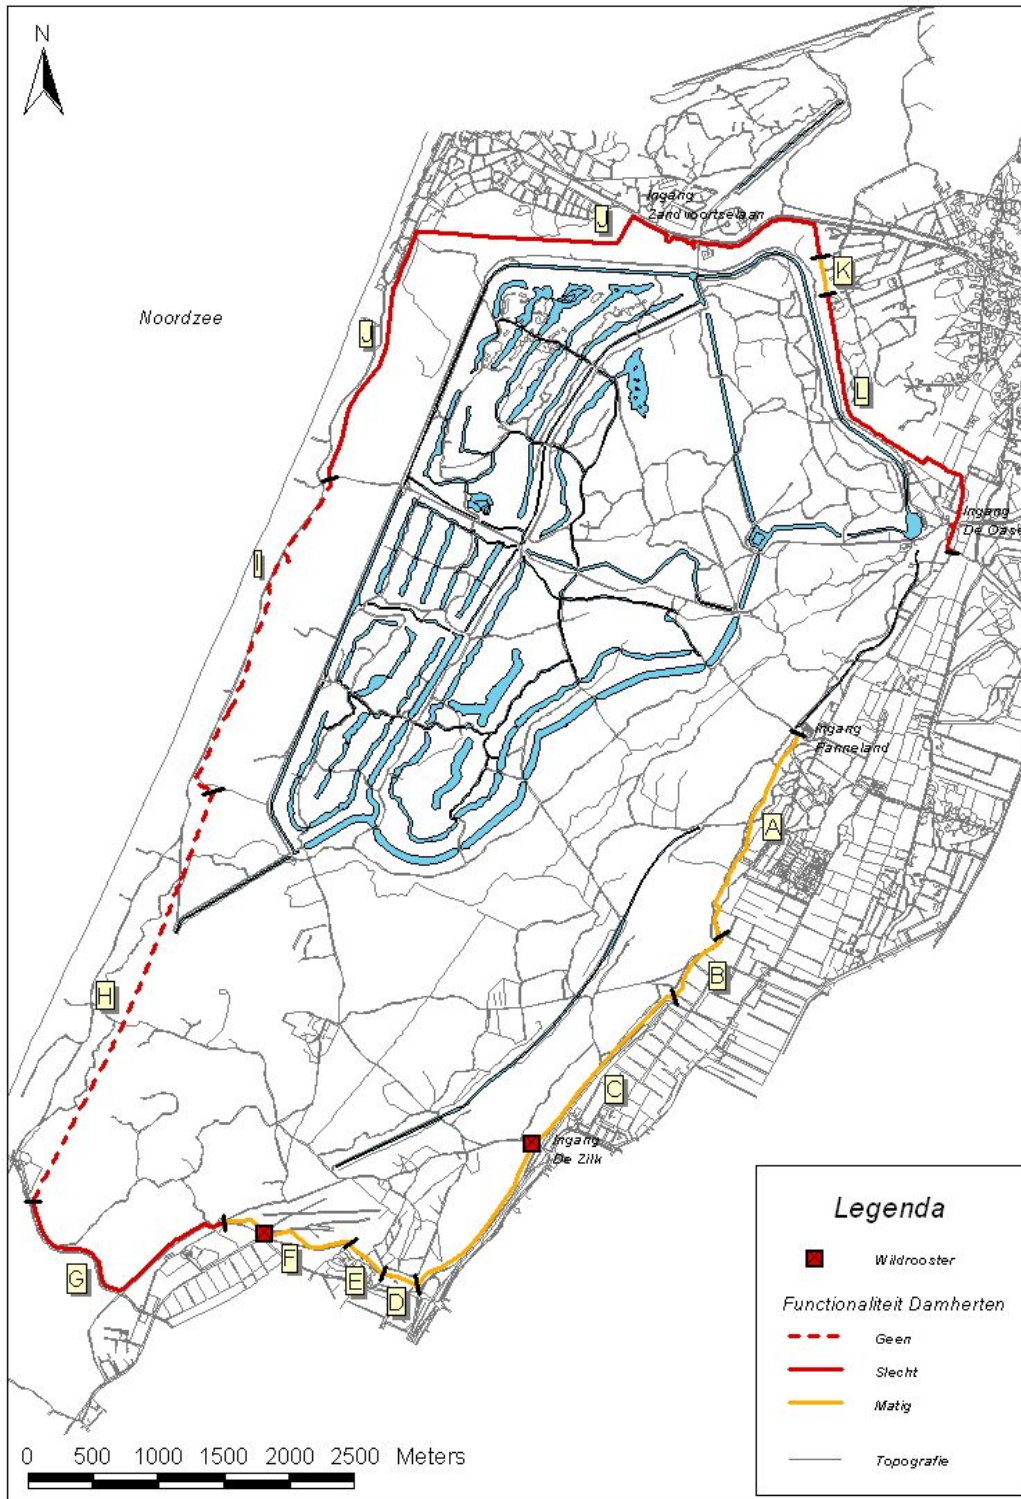 N
Ingang
Zandvoortselaan
J
K
Noordzee
J
L
Ingang
De Oase
I
Ingang
Panneland
A
B
H
C
Ingang
De Zilk
G
F
E
D
Legenda
Wildrooster
Functionaliteit Damherten
Geen
Slecht
Matig
Topografie
0 500 1000 1500 2000 2500 Meters